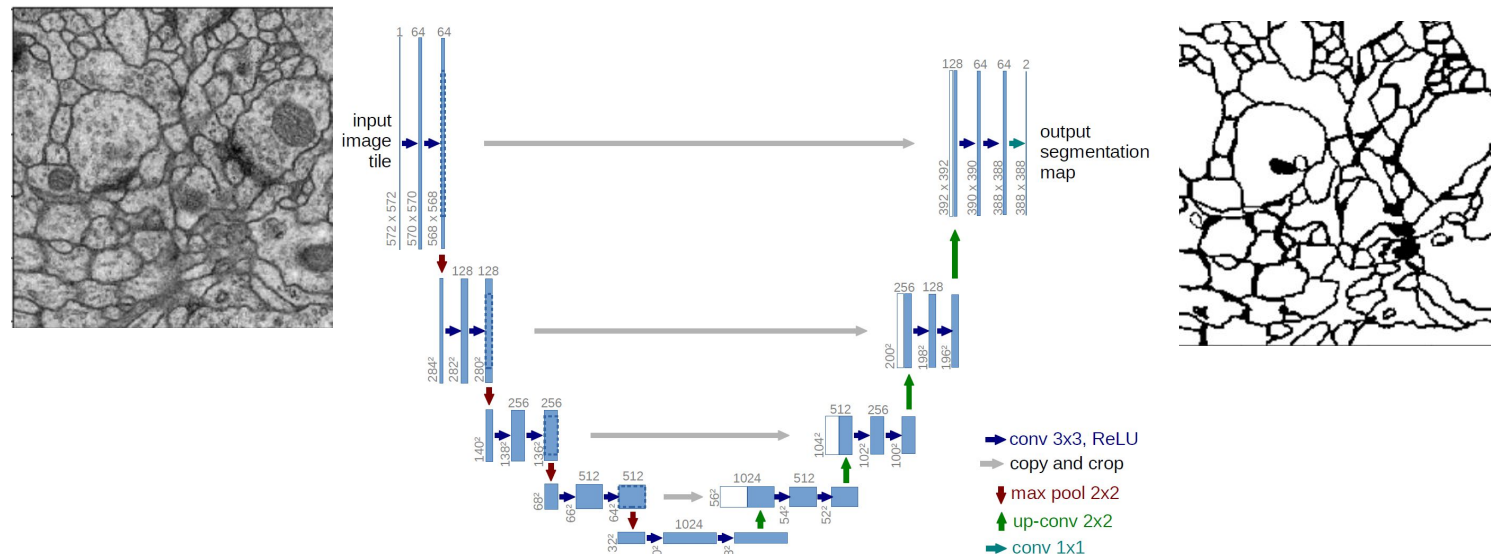 1 64 64
input
image
tile
572 x 572
570 x 570
568 x 568
128 64 64 2
output
segmentation
map
392 x 392
390 x 390
388 x 388
388 x 388
128 128
284²
282²
280²
256 128
200²
198²
196²
256 256
140²
138²
136²
512 256
104²
102²
100²
512 512
68²
66²
64²
1024 512
56²
54²
52²
1024
32²
conv 3x3, ReLU
copy and crop
max pool 2x2
up-conv 2x2
conv 1x1